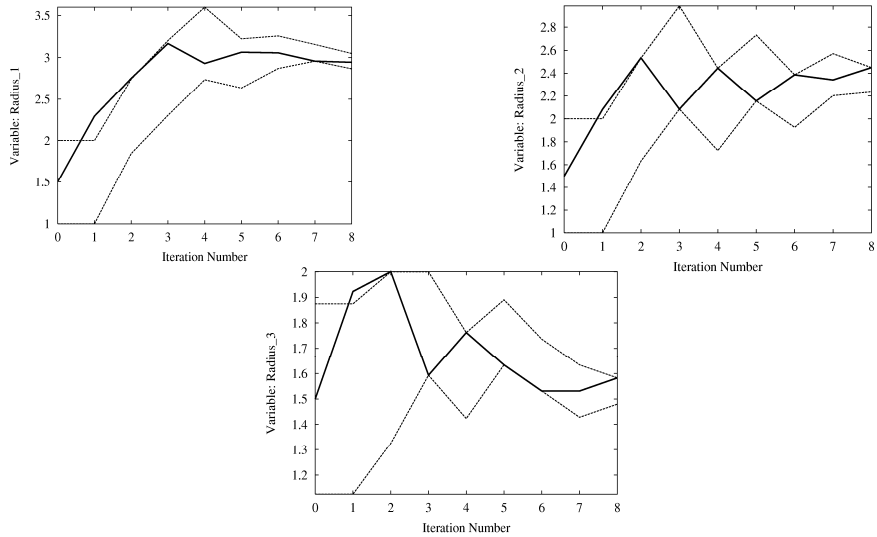 3.5
3
2.5
2
1.5
1
Variable: Radius_1
0 1 2 3 4 5 6 7 8
Iteration Number
2.8
2.6
2.4
2.2
2
1.8
1.6
1.4
1.2
1
Variable: Radius_2
0 1 2 3 4 5 6 7 8
Iteration Number
2
1.9
1.8
1.7
1.6
1.5
1.4
1.3
1.2
Variable: Radius_3
0 1 2 3 4 5 6 7 8
Iteration Number